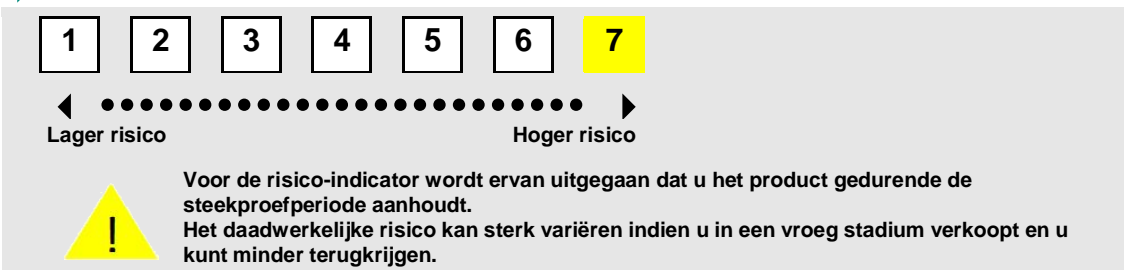 1 2 3 4 5 6 7
Lager risico Hoger risico
!
Voor de risico-indicator wordt ervan uitgegaan dat u het product gedurende de
steekproefperiode aanhoudt.
Het daadwerkelijke risico kan sterk variëren indien u in een vroeg stadium verkoopt en u
kunt minder terugkrijgen.